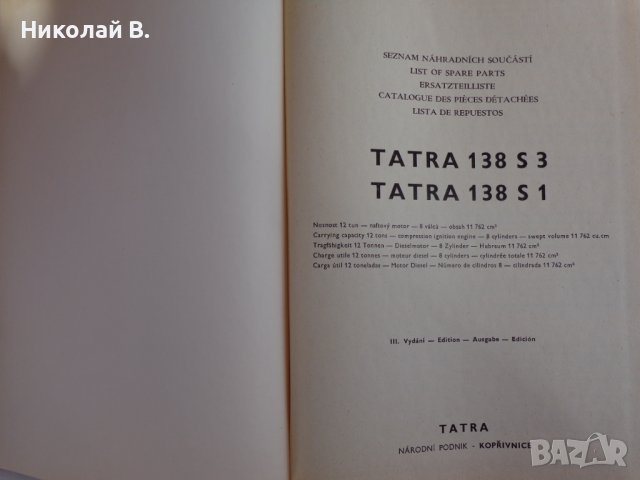 Николай В.
SEZNAM NÁHRADNÍCH SOUČÁSTÍ
LIST OF SPARE PARTS
ERSATZTEILLISTE
CATALOGUE DES PIÈCES DÉTACHÉES
LISTA DE REPUESTOS
TATRA 138 S 3
TATRA 138 S 1
Nosnost 12 tun — naftový motor — 8 válců — obsah 11 762 cm³
Carrying capacity 12 tons — compression ignition engine — 8 cylinders — swept volume 11 762 cu.cm
Tragfähigkeit 12 Tonnen — Dieselmotor — 8 Zylinder — Hubraum 11 762 cm³
Charge utile 12 tonnes — moteur diesel — 8 cylinders — cylindrée totale 11 762 cm³
Carga útil 12 toneladas — Motor Diesel — Número de cilindros 8 — cilindrada 11 762 cm³
III. Vydání — Edition — Ausgabe — Edición
TATRA
NÁRODNÍ PODNIK - KOPŘIVNICE
BAZAR